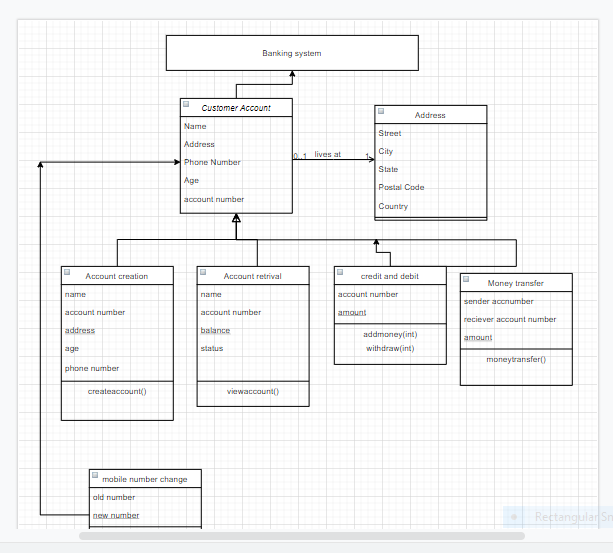 Banking system
Customer Account
Name
Address
Phone Number
Age
account number
0..1 lives at 1
Address
Street
City
State
Postal Code
Country
Account creation
name
account number
address
age
phone number
createaccount()
Account retrival
name
account number
balance
status
viewaccount()
credit and debit
account number
amount
addmoney(int)
withdraw(int)
Money transfer
sender accnumber
reciever account number
amount
moneytransfer()
mobile number change
old number
new number
Rectangular Sn